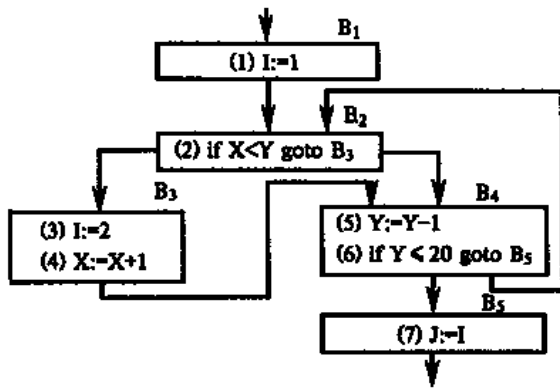 B₁
(1) I:=1
B₂
(2) if X<Y goto B₃
B₃
(3) I:=2
(4) X:=X+1
B₄
(5) Y:=Y-1
(6) if Y⩽20 goto B₅
B₅
(7) J:=I